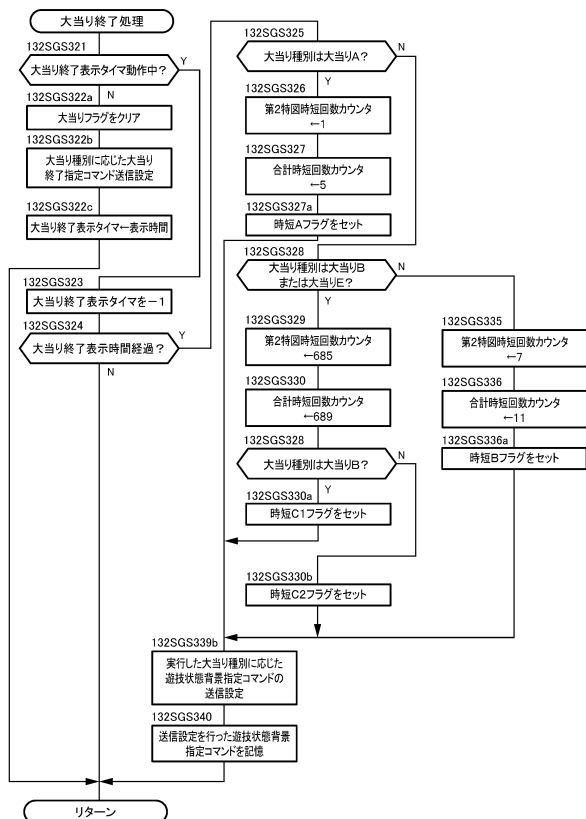 大当り終了処理
132SGS321
大当り終了表示タイマ動作中？
Y
N
132SGS322a
大当りフラグをクリア
132SGS322b
大当り種別に応じた大当り
終了指定コマンド送信設定
132SGS322c
大当り終了表示タイマ←表示時間
132SGS323
大当り終了表示タイマを－1
132SGS324
大当り終了表示時間経過？
Y
N
132SGS325
大当り種別は大当りA？
N
Y
132SGS326
第2特図時短回数カウンタ
←1
132SGS327
合計時短回数カウンタ
←5
132SGS327a
時短Aフラグをセット
132SGS328
大当り種別は大当りB
または大当りE？
N
Y
132SGS329
第2特図時短回数カウンタ
←685
132SGS330
合計時短回数カウンタ
←689
132SGS328
大当り種別は大当りB？
N
Y
132SGS330a
時短C1フラグをセット
132SGS330b
時短C2フラグをセット
132SGS335
第2特図時短回数カウンタ
←7
132SGS336
合計時短回数カウンタ
←11
132SGS336a
時短Bフラグをセット
132SGS339b
実行した大当り種別に応じた
遊技状態背景指定コマンドの
送信設定
132SGS340
送信設定を行った遊技状態背景
指定コマンドを記憶
リターン